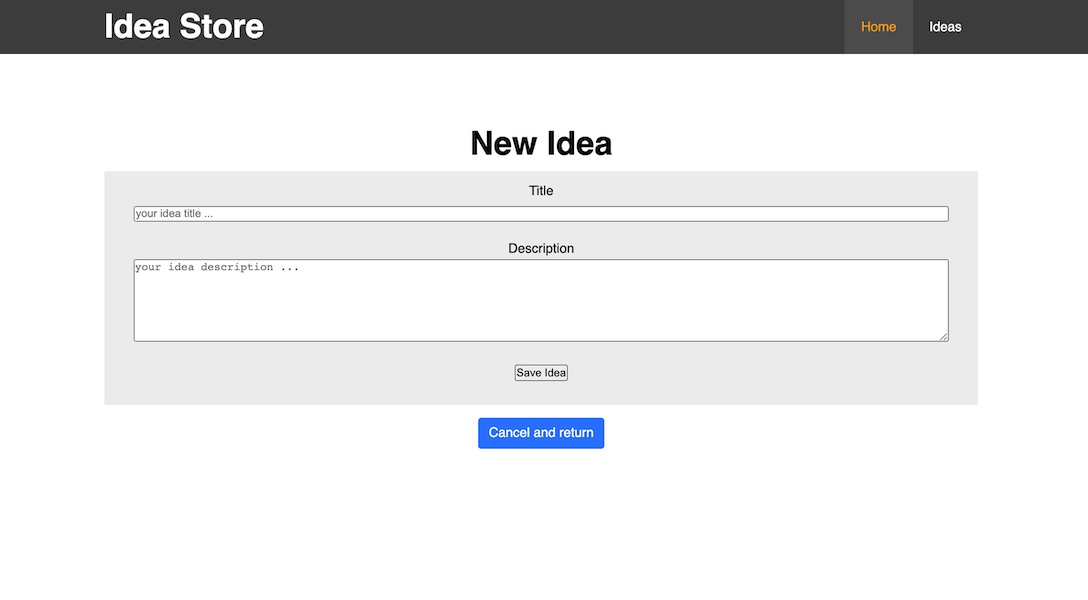 Idea Store
Home
Ideas
New Idea
Title
your idea title ...
Description
your idea description ...
Save Idea
Cancel and return